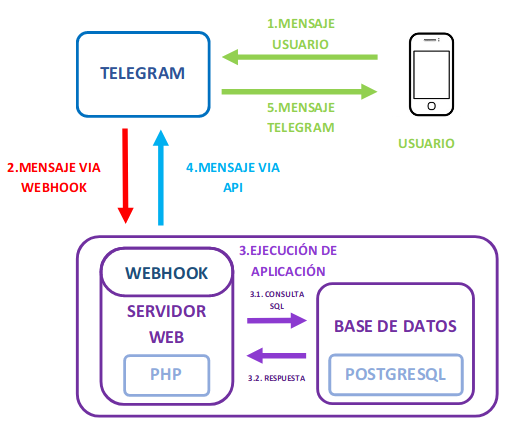 1.MENSAJE
USUARIO
TELEGRAM
5.MENSAJE
TELEGRAM
USUARIO
2.MENSAJE VIA
WEBHOOK
4.MENSAJE VIA
API
3.EJECUCIÓN DE
APLICACIÓN
WEBHOOK
SERVIDOR
WEB
PHP
3.1. CONSULTA
SQL
3.2. RESPUESTA
BASE DE DATOS
POSTGRESQL